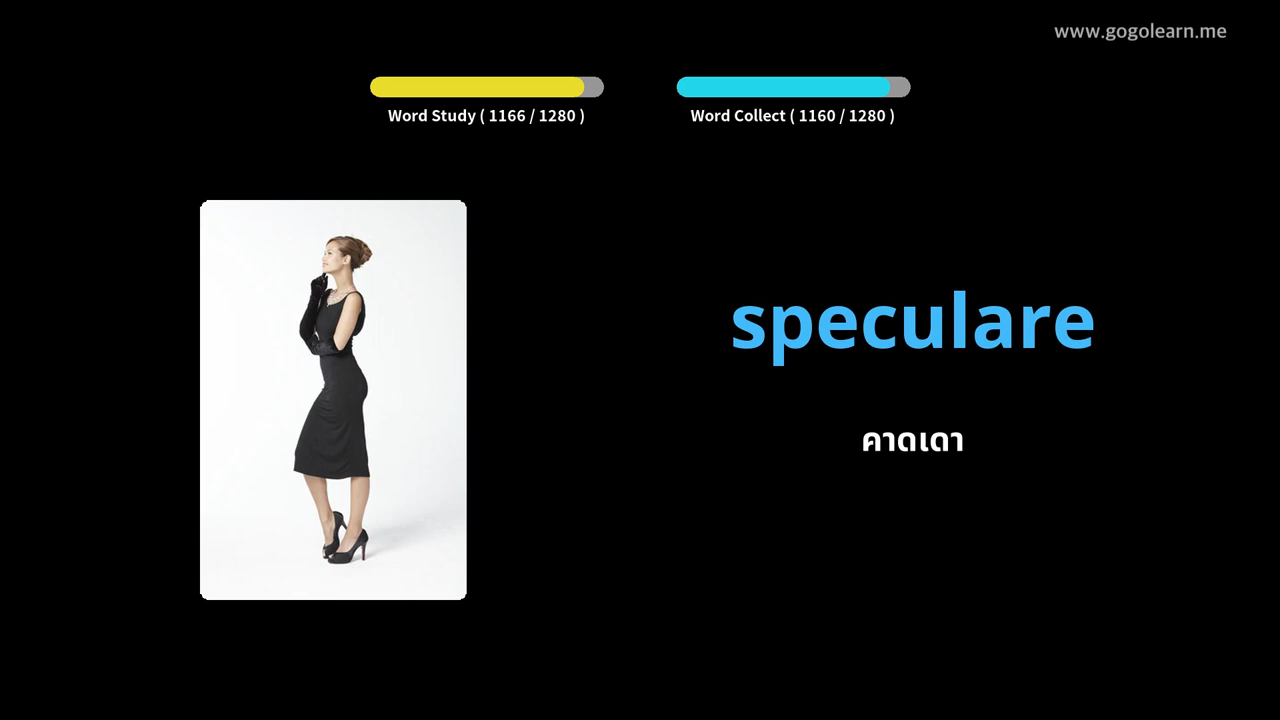 www.gogolearn.me
Word Study ( 1166 / 1280 )
Word Collect ( 1160 / 1280 )
speculare
คาดเดา